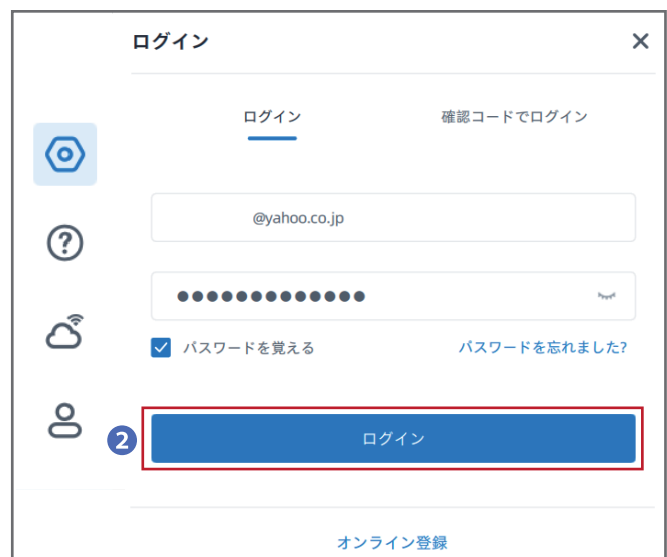 ログイン
ログイン
確認コードでログイン
@yahoo.co.jp
●●●●●●●●●●●●●
パスワードを覚える
パスワードを忘れました?
2
ログイン
オンライン登録